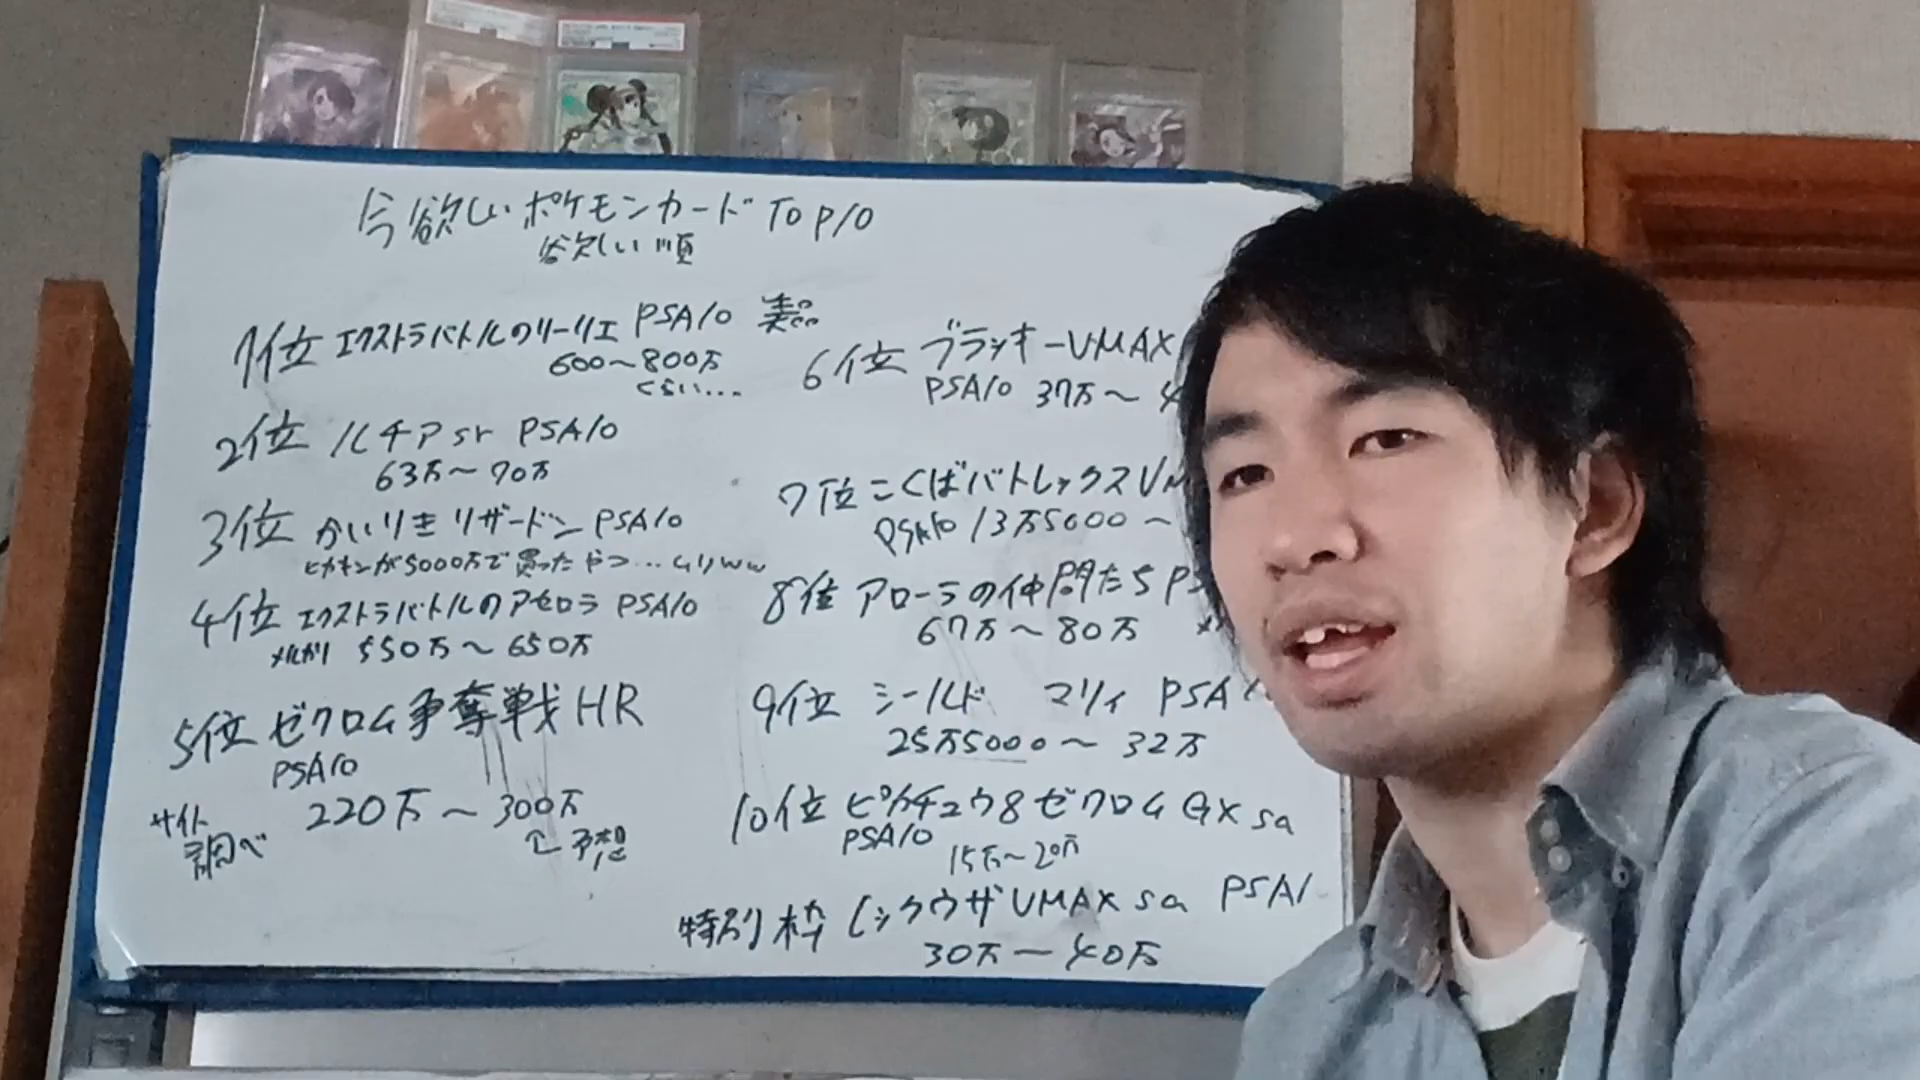 今欲しいポケモンカードTOP10
欲しい順
1位 エクストラバトルのリーリエ PSA10 美品
600〜800万
くらい...
2位 ルチアsr PSA10
63万〜70万
3位 かいりきリザードン PSA10
ヒカキンが5000万で買ったやつ...ムリww
4位 エクストラバトルのアセロラ PSA10
メルカリ 550万〜650万
5位 ゼクロム争奪戦HR
PSA10
サイト調べ 220万〜300万
←予想
6位 ブラッキーVMAX
PSA10 37万〜4
7位 こくばバドレックスVM
PSA10 13万5000〜
8位 アローラの仲間たち PS
67万〜80万
9位 シールド マリィ PSA
25万5000〜32万
10位 ピカチュウ&ゼクロムGXsa
PSA10
15万〜20万
特別枠 レックウザVMAXsa PSA1
30万〜40万